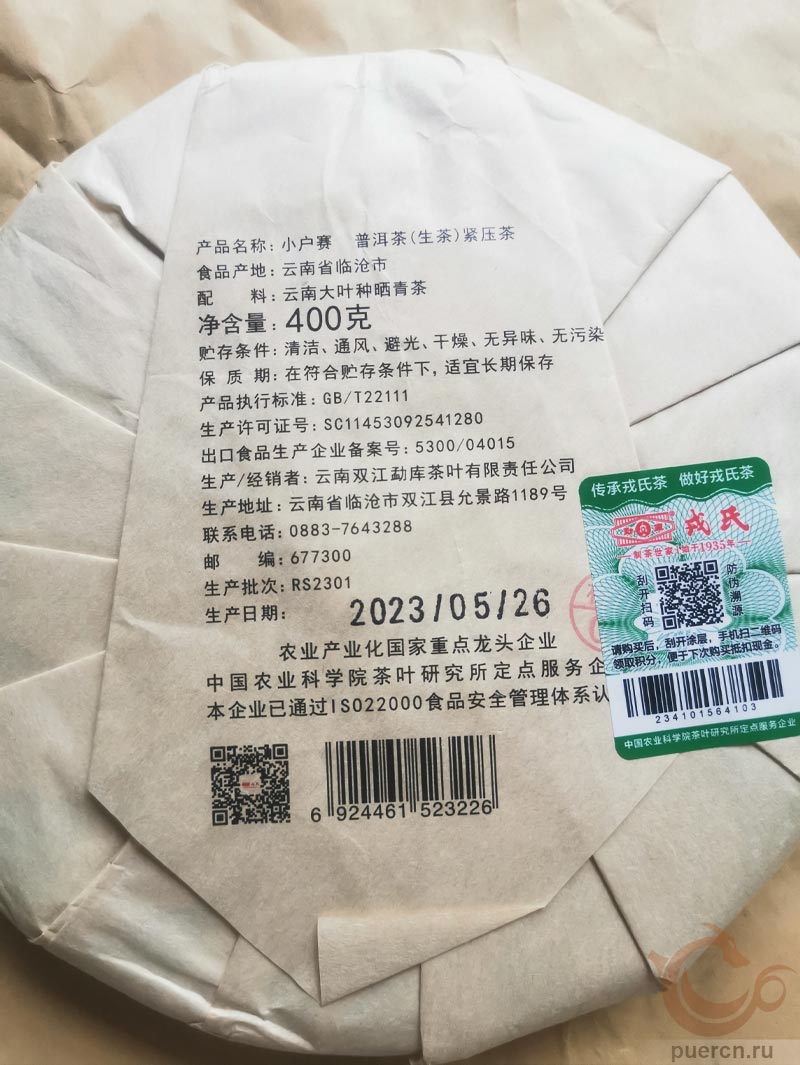 产品名称：小户赛 普洱茶(生茶)紧压茶
食品产地：云南省临沧市
配 料：云南大叶种晒青茶
净含量：400克
贮存条件：清洁、通风、避光、干燥、无异味、无污染
保 质 期：在符合贮存条件下，适宜长期保存
产品执行标准：GB/T22111
生产许可证号：SC11453092541280
出口食品生产企业备案号：5300/04015
生产/经销者：云南双江勐库茶叶有限责任公司
生产地址：云南省临沧市双江县允景路1189号
联系电话：0883-7643288
邮 编：677300
生产批次：RS2301
生产日期： 2023/05/26
农业产业化国家重点龙头企业
中国农业科学院茶叶研究所定点服务企
本企业已通过ISO22000食品安全管理体系认
6 924461 523226
传承戎氏茶 做好戎氏茶
戎氏
制茶世家 始于1935年
刮开扫码
防伪溯源
请购买后，刮开涂层，手机扫二维码
领取积分，便于下次购买抵扣现金。
234101564103
中国农业科学院茶叶研究所定点服务企业
puercn.ru